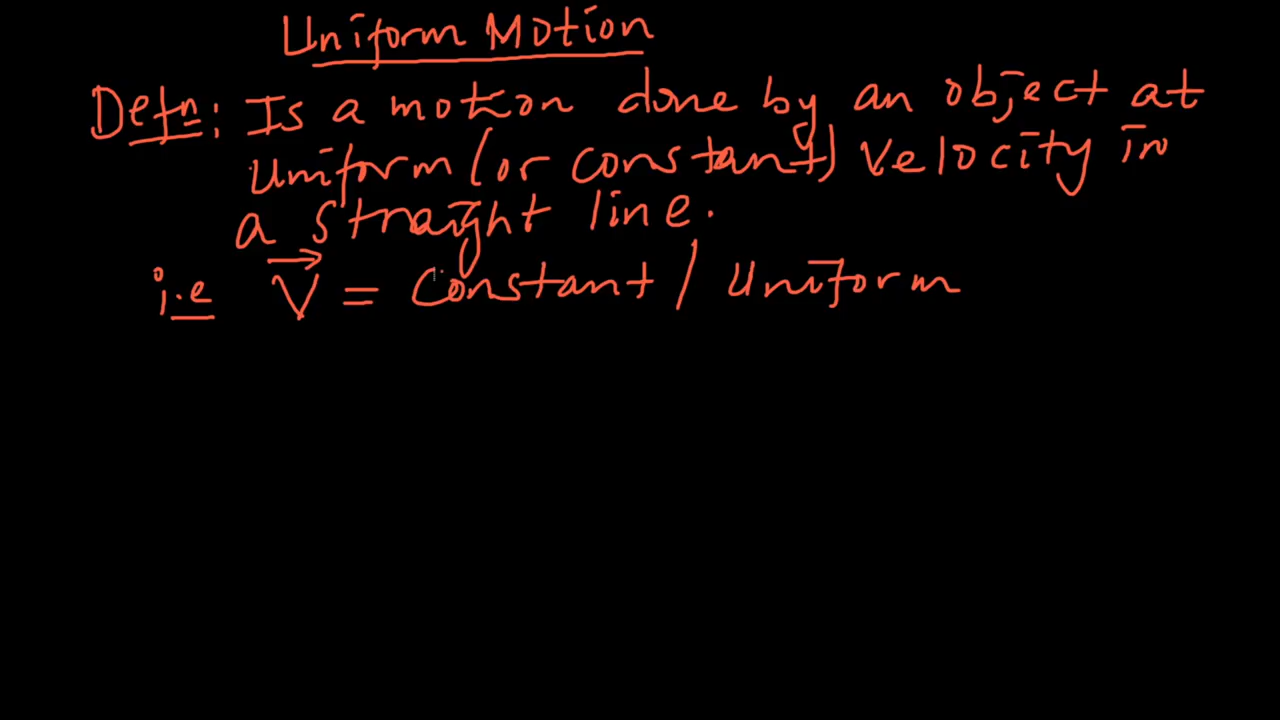 Uniform Motion
Defn: Is a motion done by an object at
uniform (or constant) velocity in
a straight line.
i.e V⃗ = Constant / Uniform